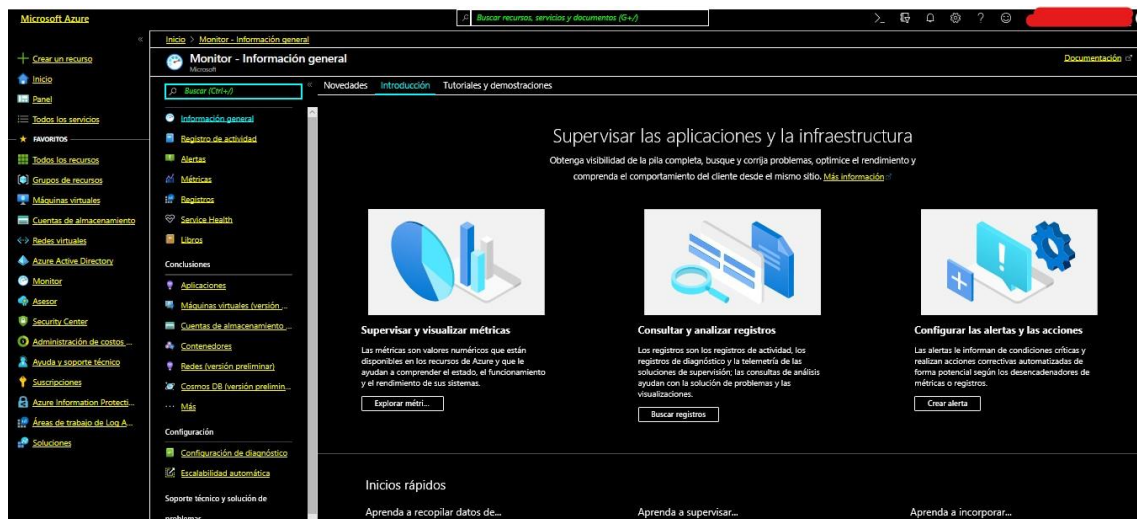 Microsoft Azure
Buscar recursos, servicios y documentos (G+/)
Inicio > Monitor - Información general
Monitor - Información general
Microsoft
Documentación
Crear un recurso
Inicio
Panel
Todos los servicios
FAVORITOS
Todos los recursos
Grupos de recursos
Máquinas virtuales
Cuentas de almacenamiento
Redes virtuales
Azure Active Directory
Monitor
Asesor
Security Center
Administración de costos ...
Ayuda y soporte técnico
Suscripciones
Azure Information Protecti...
Áreas de trabajo de Log A...
Soluciones
Buscar (Ctrl+/)
Información general
Registro de actividad
Alertas
Métricas
Registros
Service Health
Libros
Conclusiones
Aplicaciones
Máquinas virtuales (versión ...
Cuentas de almacenamiento ...
Contenedores
Redes (versión preliminar)
Cosmos DB (versión prelimin...
Más
Configuración
Configuración de diagnóstico
Escalabilidad automática
Soporte técnico y solución de
problemas
Novedades Introducción Tutoriales y demostraciones
Supervisar las aplicaciones y la infraestructura
Obtenga visibilidad de la pila completa, busque y corrija problemas, optimice el rendimiento y
comprenda el comportamiento del cliente desde el mismo sitio. Más información
Supervisar y visualizar métricas
Las métricas son valores numéricos que están
disponibles en los recursos de Azure y que le
ayudan a comprender el estado, el funcionamiento
y el rendimiento de sus sistemas.
Explorar métri...
Consultar y analizar registros
Los registros son los registros de actividad, los
registros de diagnóstico y la telemetría de las
soluciones de supervisión; las consultas de análisis
ayudan con la solución de problemas y las
visualizaciones.
Buscar registros
Configurar las alertas y las acciones
Las alertas le informan de condiciones críticas y
realizan acciones correctivas automatizadas de
forma potencial según los desencadenadores de
métricas o registros.
Crear alerta
Inicios rápidos
Aprenda a recopilar datos de...
Aprenda a supervisar...
Aprenda a incorporar...